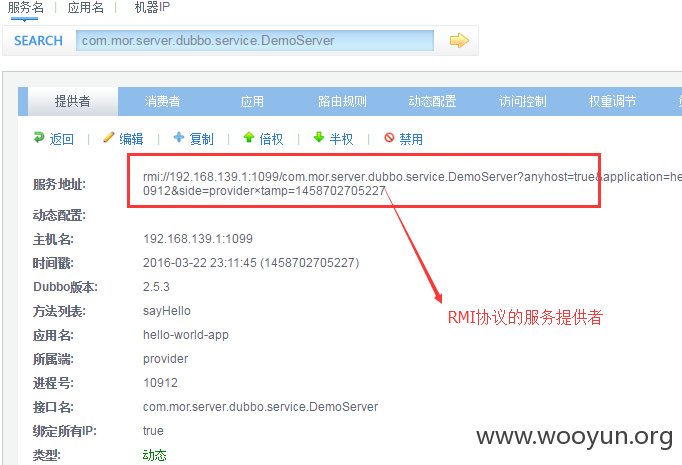 服务名 | 应用名 | 机器IP
SEARCH com.mor.server.dubbo.service.DemoServer
提供者 消费者 应用 路由规则 动态配置 访问控制 权重调节
返回 | 编辑 | 复制 | 倍权 | 半权 | 禁用
服务地址: rmi://192.168.139.1:1099/com.mor.server.dubbo.service.DemoServer?anyhost=true&application=he
0912&side=provider×tamp=1458702705227
动态配置:
主机名: 192.168.139.1:1099
时间戳: 2016-03-22 23:11:45 (1458702705227)
Dubbo版本: 2.5.3
方法列表: sayHello
RMI协议的服务提供者
应用名: hello-world-app
所属端: provider
进程号: 10912
接口名: com.mor.server.dubbo.service.DemoServer
绑定所有IP: true
类型: 动态
www.wooyun.org